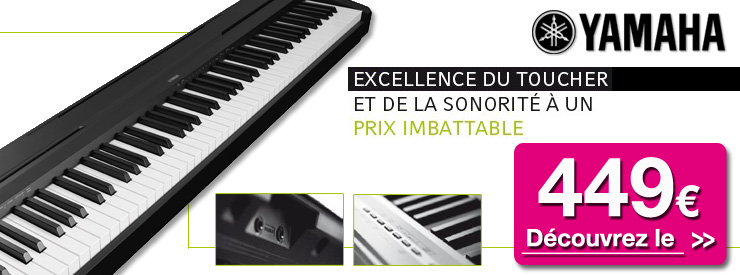 YAMAHA
EXCELLENCE DU TOUCHER
ET DE LA SONORITÉ À UN
PRIX IMBATTABLE
449€
Découvrez le >>